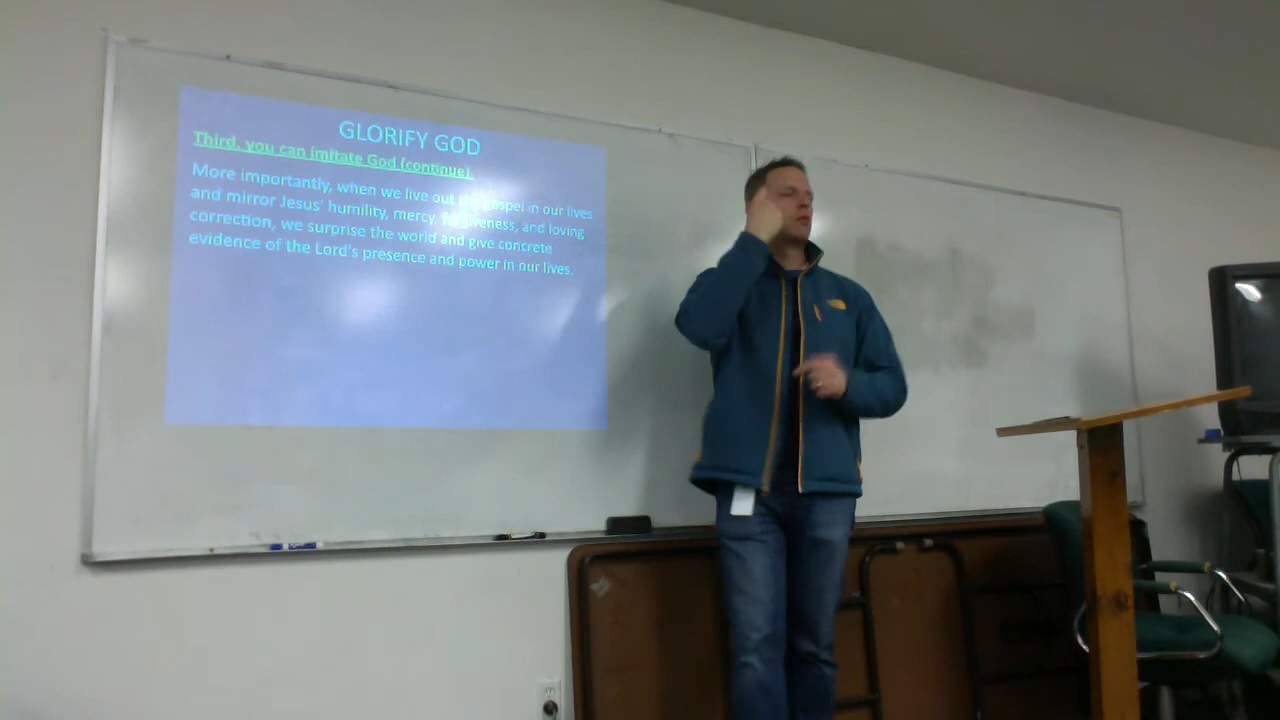 GLORIFY GOD
Third, you can imitate God (continue).
More importantly, when we live out the gospel in our lives
and mirror Jesus' humility, mercy, forgiveness, and loving
correction, we surprise the world and give concrete
evidence of the Lord's presence and power in our lives.